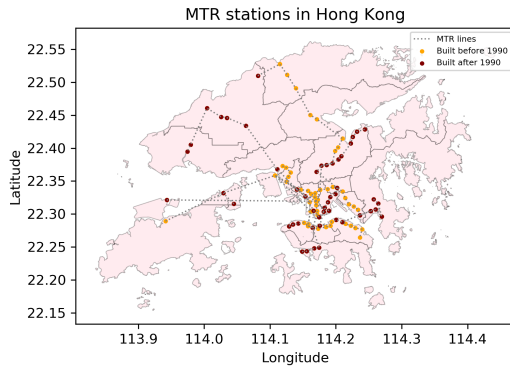 MTR stations in Hong Kong
MTR lines
Built before 1990
Built after 1990
22.55
22.50
22.45
22.40
22.35
22.30
22.25
22.20
22.15
Latitude
113.9
114.0
114.1
114.2
114.3
114.4
Longitude